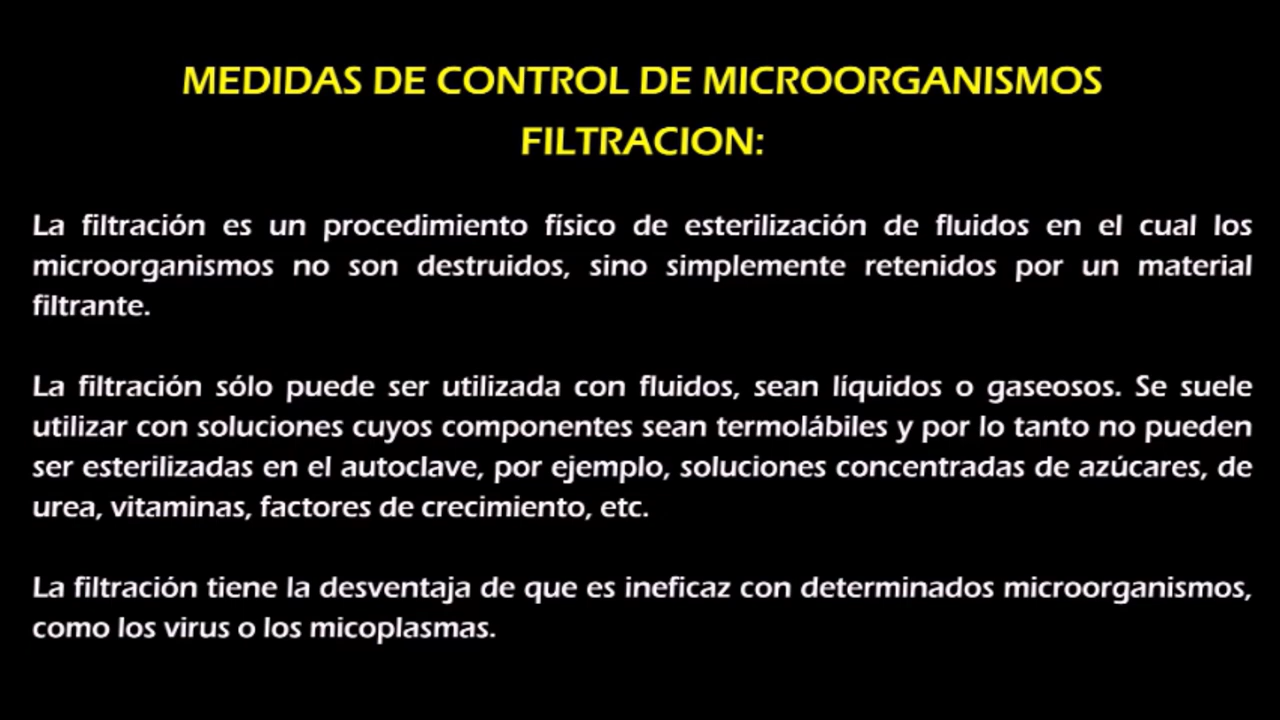 MEDIDAS DE CONTROL DE MICROORGANISMOS
FILTRACION:
La filtración es un procedimiento físico de esterilización de fluidos en el cual los
microorganismos no son destruidos, sino simplemente retenidos por un material
filtrante.
La filtración sólo puede ser utilizada con fluidos, sean líquidos o gaseosos. Se suele
utilizar con soluciones cuyos componentes sean termolábiles y por lo tanto no pueden
ser esterilizadas en el autoclave, por ejemplo, soluciones concentradas de azúcares, de
urea, vitaminas, factores de crecimiento, etc.
La filtración tiene la desventaja de que es ineficaz con determinados microorganismos,
como los virus o los micoplasmas.